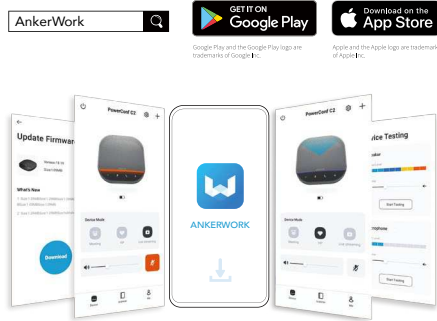 AnkerWork
GET IT ON
Google Play
Download on the
App Store
Google Play and the Google Play logo are
trademarks of Google Inc.
Apple and the Apple logo are trademark
of Apple Inc.
Update Firmwar
What's New
Download
PowerConf C2
Device Mode
ANKERWORK
PowerConf C2
Device Mode
vice Testing
Start Testing
Start Testing